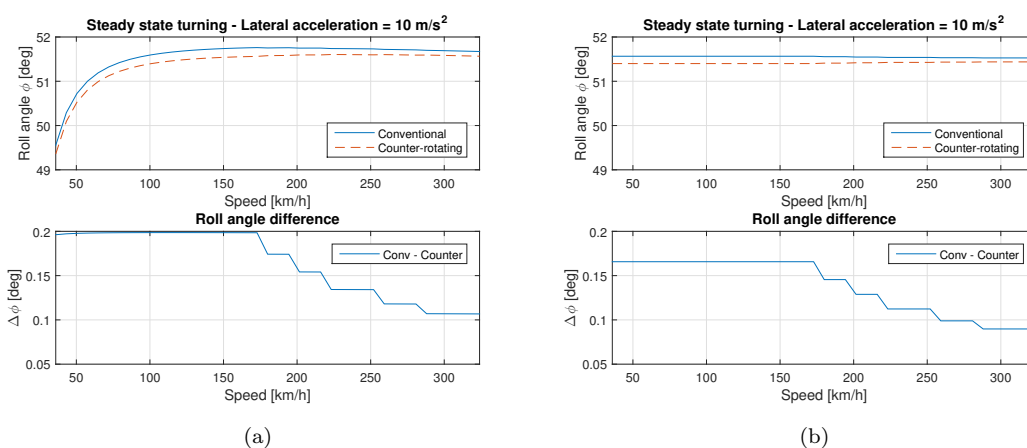 Steady state turning - Lateral acceleration = 10 m/s²
52
51
50
49
Roll angle ϕ [deg]
Conventional
Counter-rotating
50 100 150 200 250 300
Speed [km/h]
Roll angle difference
0.2
0.15
0.1
0.05
Δϕ [deg]
Conv - Counter
50 100 150 200 250 300
Speed [km/h]
(a)
Steady state turning - Lateral acceleration = 10 m/s²
52
51
50
49
Roll angle ϕ [deg]
Conventional
Counter-rotating
50 100 150 200 250 300
Speed [km/h]
Roll angle difference
0.2
0.15
0.1
0.05
Δϕ [deg]
Conv - Counter
50 100 150 200 250 300
Speed [km/h]
(b)